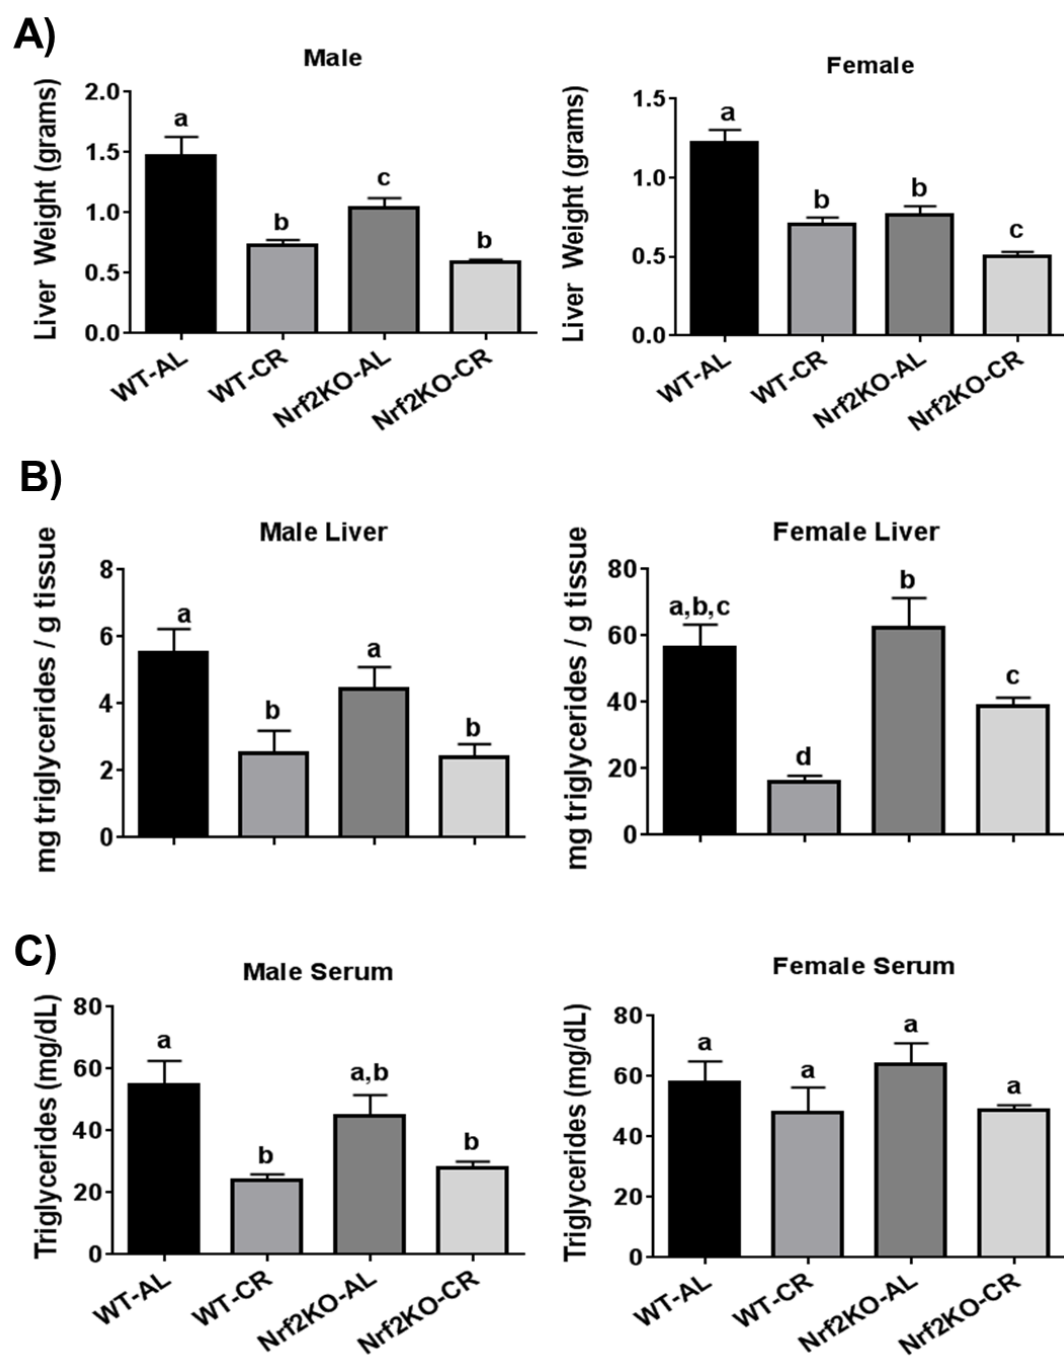 A)
Male
Liver Weight (grams)
2.0
1.5
1.0
0.5
0.0
a
b
c
b
WT-AL
WT-CR
Nrf2KO-AL
Nrf2KO-CR
Female
Liver Weight (grams)
1.5
1.0
0.5
0.0
a
b
b
c
WT-AL
WT-CR
Nrf2KO-AL
Nrf2KO-CR
B)
Male Liver
mg triglycerides / g tissue
8
6
4
2
0
a
b
a
b
Female Liver
mg triglycerides / g tissue
80
60
40
20
0
a,b,c
d
b
c
C)
Male Serum
Triglycerides (mg/dL)
80
60
40
20
0
a
b
a,b
b
WT-AL
WT-CR
Nrf2KO-AL
Nrf2KO-CR
Female Serum
Triglycerides (mg/dL)
80
60
40
20
0
a
a
a
a
WT-AL
WT-CR
Nrf2KO-AL
Nrf2KO-CR